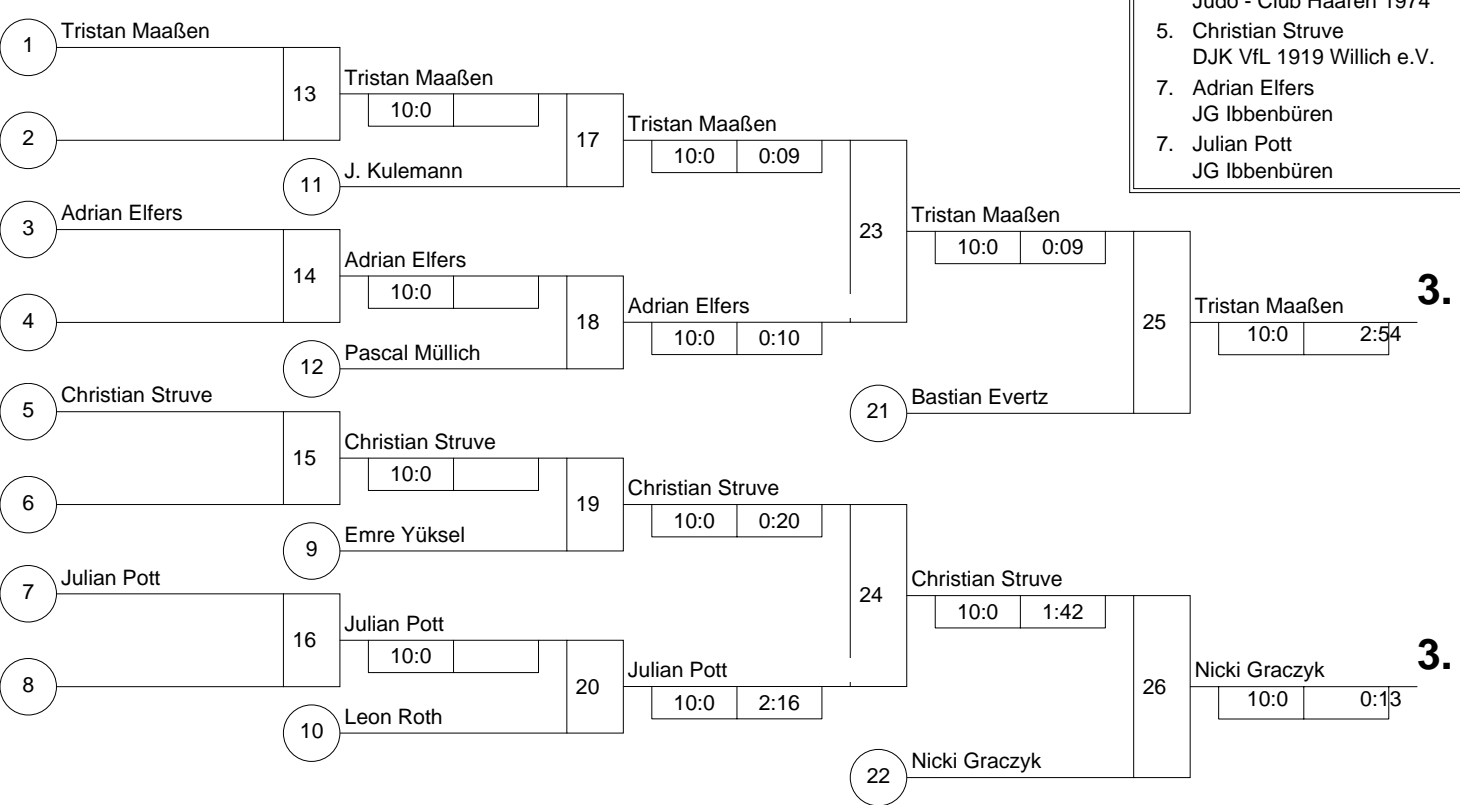 Judo - Club Haaren 1974
5. Christian Struve
DJK VfL 1919 Willich e.V.
7. Adrian Elfers
JG Ibbenbüren
7. Julian Pott
JG Ibbenbüren
1 Tristan Maaßen
13 Tristan Maaßen
10:0
2
17 Tristan Maaßen
10:0 0:09
11 J. Kulemann
3 Adrian Elfers
23 Tristan Maaßen
10:0 0:09
14 Adrian Elfers
10:0
4
18 Adrian Elfers
10:0 0:10
12 Pascal Müllich
25 Tristan Maaßen 3.
10:0 2:54
5 Christian Struve
21 Bastian Evertz
15 Christian Struve
10:0
6
19 Christian Struve
10:0 0:20
9 Emre Yüksel
7 Julian Pott
24 Christian Struve
10:0 1:42
16 Julian Pott
10:0
8
20 Julian Pott
10:0 2:16
10 Leon Roth
26 Nicki Graczyk 3.
10:0 0:13
22 Nicki Graczyk